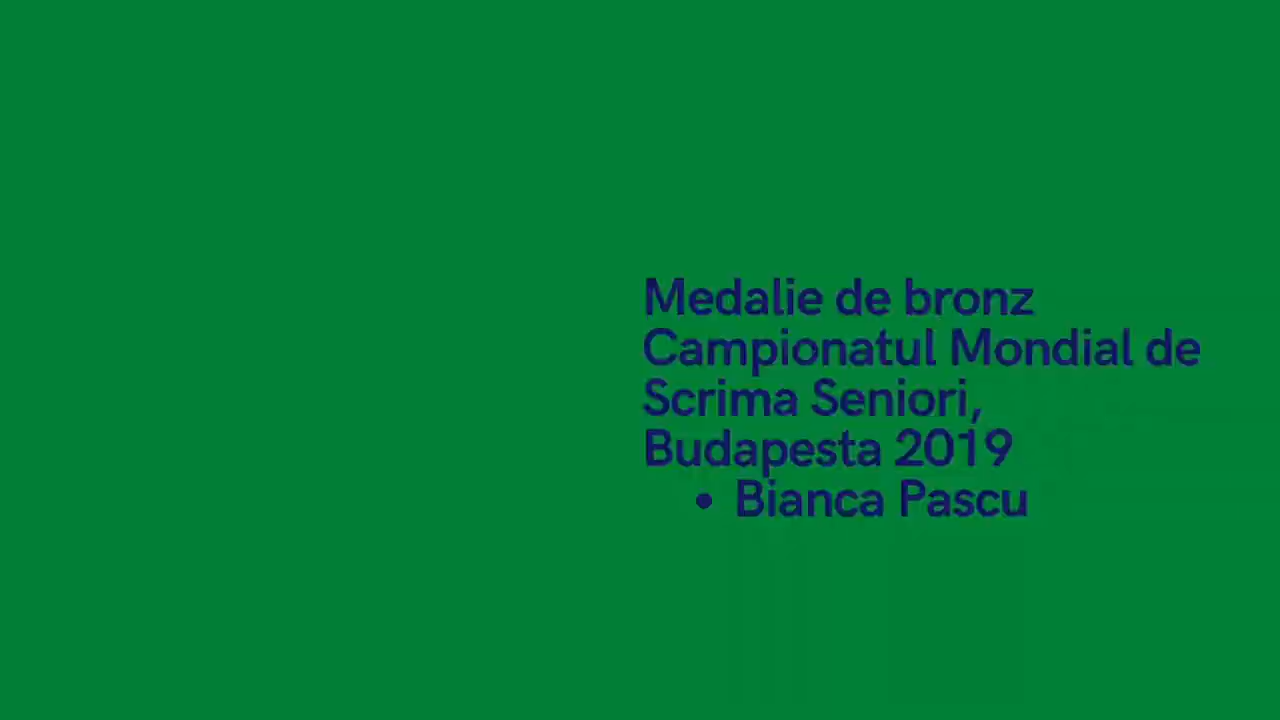 Medalie de bronz
Campionatul Mondial de
Scrima Seniori,
Budapesta 2019
• Bianca Pascu